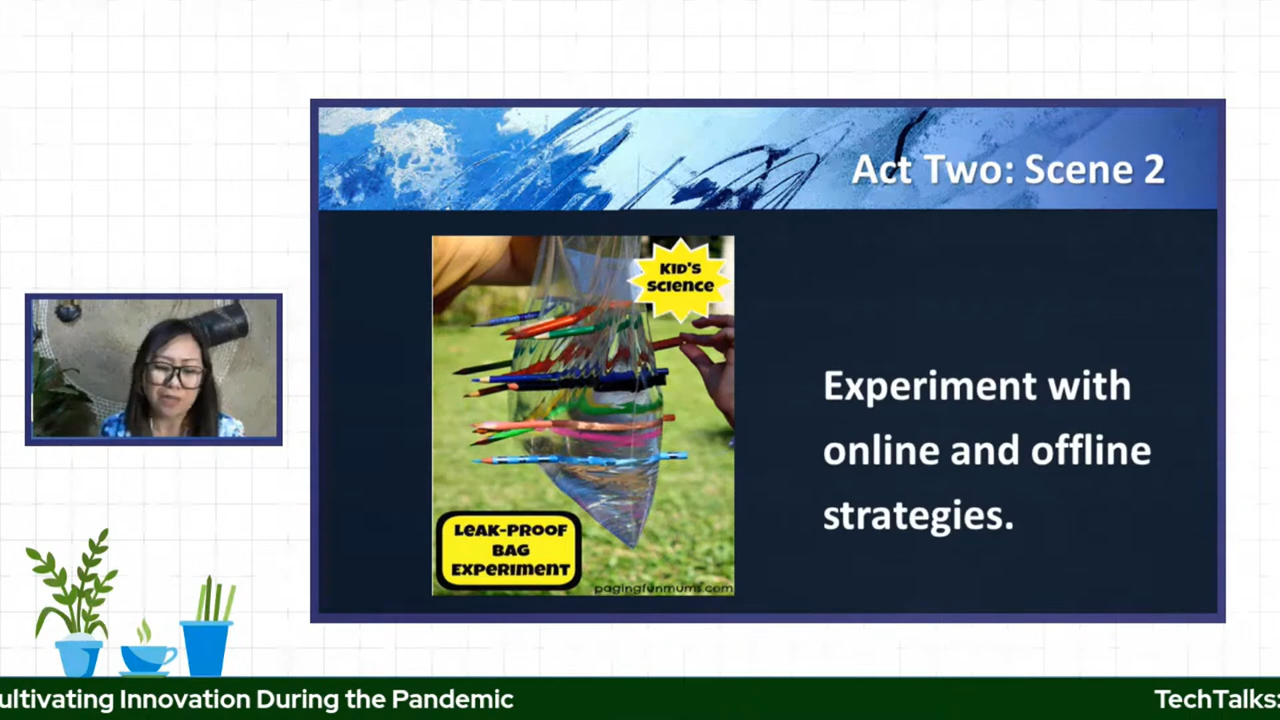 Act Two: Scene 2
KID'S
SCIENCE
Experiment with
online and offline
strategies.
LEAK-PROOF
BAG
EXPERIMENT
pagingfunmums.com
ultivating Innovation During the Pandemic
TechTalks: